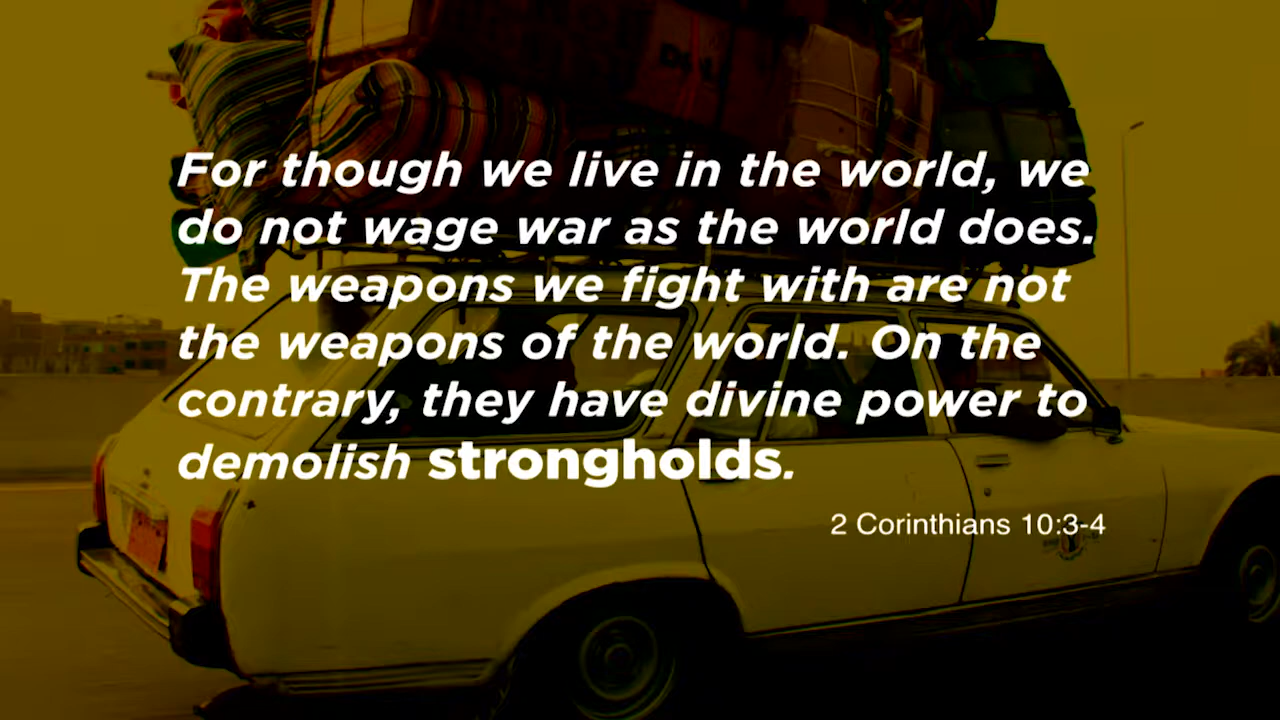 For though we live in the world, we
do not wage war as the world does.
The weapons we fight with are not
the weapons of the world. On the
contrary, they have divine power to
demolish strongholds.
2 Corinthians 10:3-4